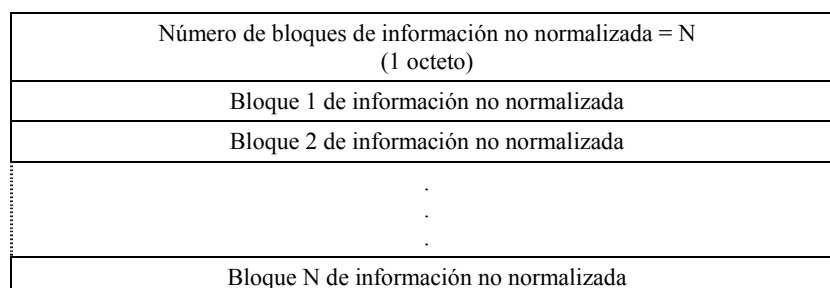 Número de bloques de información no normalizada = N
(1 octeto)
Bloque 1 de información no normalizada
Bloque 2 de información no normalizada
.
.
.
Bloque N de información no normalizada